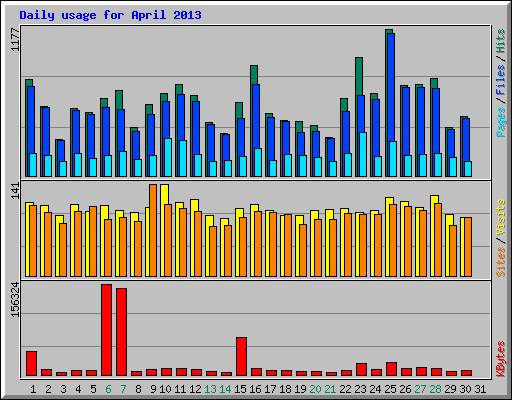 Daily usage for April 2013
1177
Pages / Files / Hits
141
Sites / Visits
156324
KBytes
1 2 3 4 5 6 7 8 9 10 11 12 13 14 15 16 17 18 19 20 21 22 23 24 25 26 27 28 29 30 31